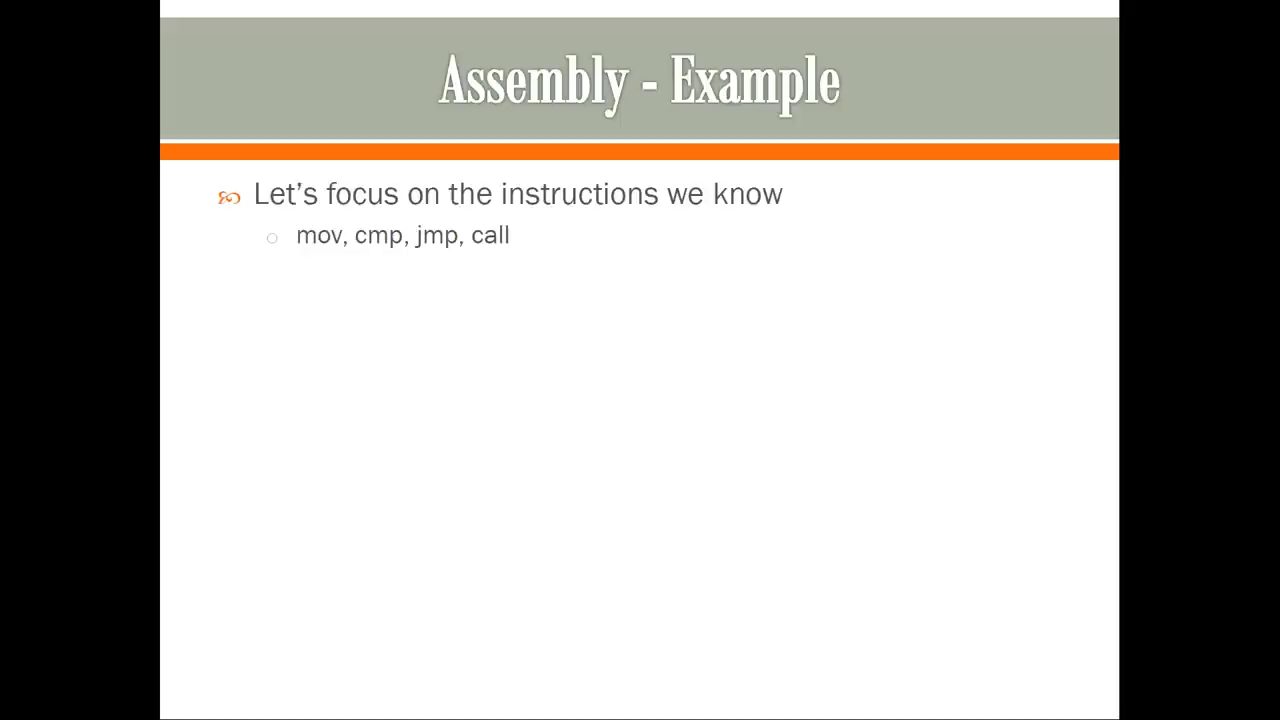 Assembly - Example
Let’s focus on the instructions we know
mov, cmp, jmp, call